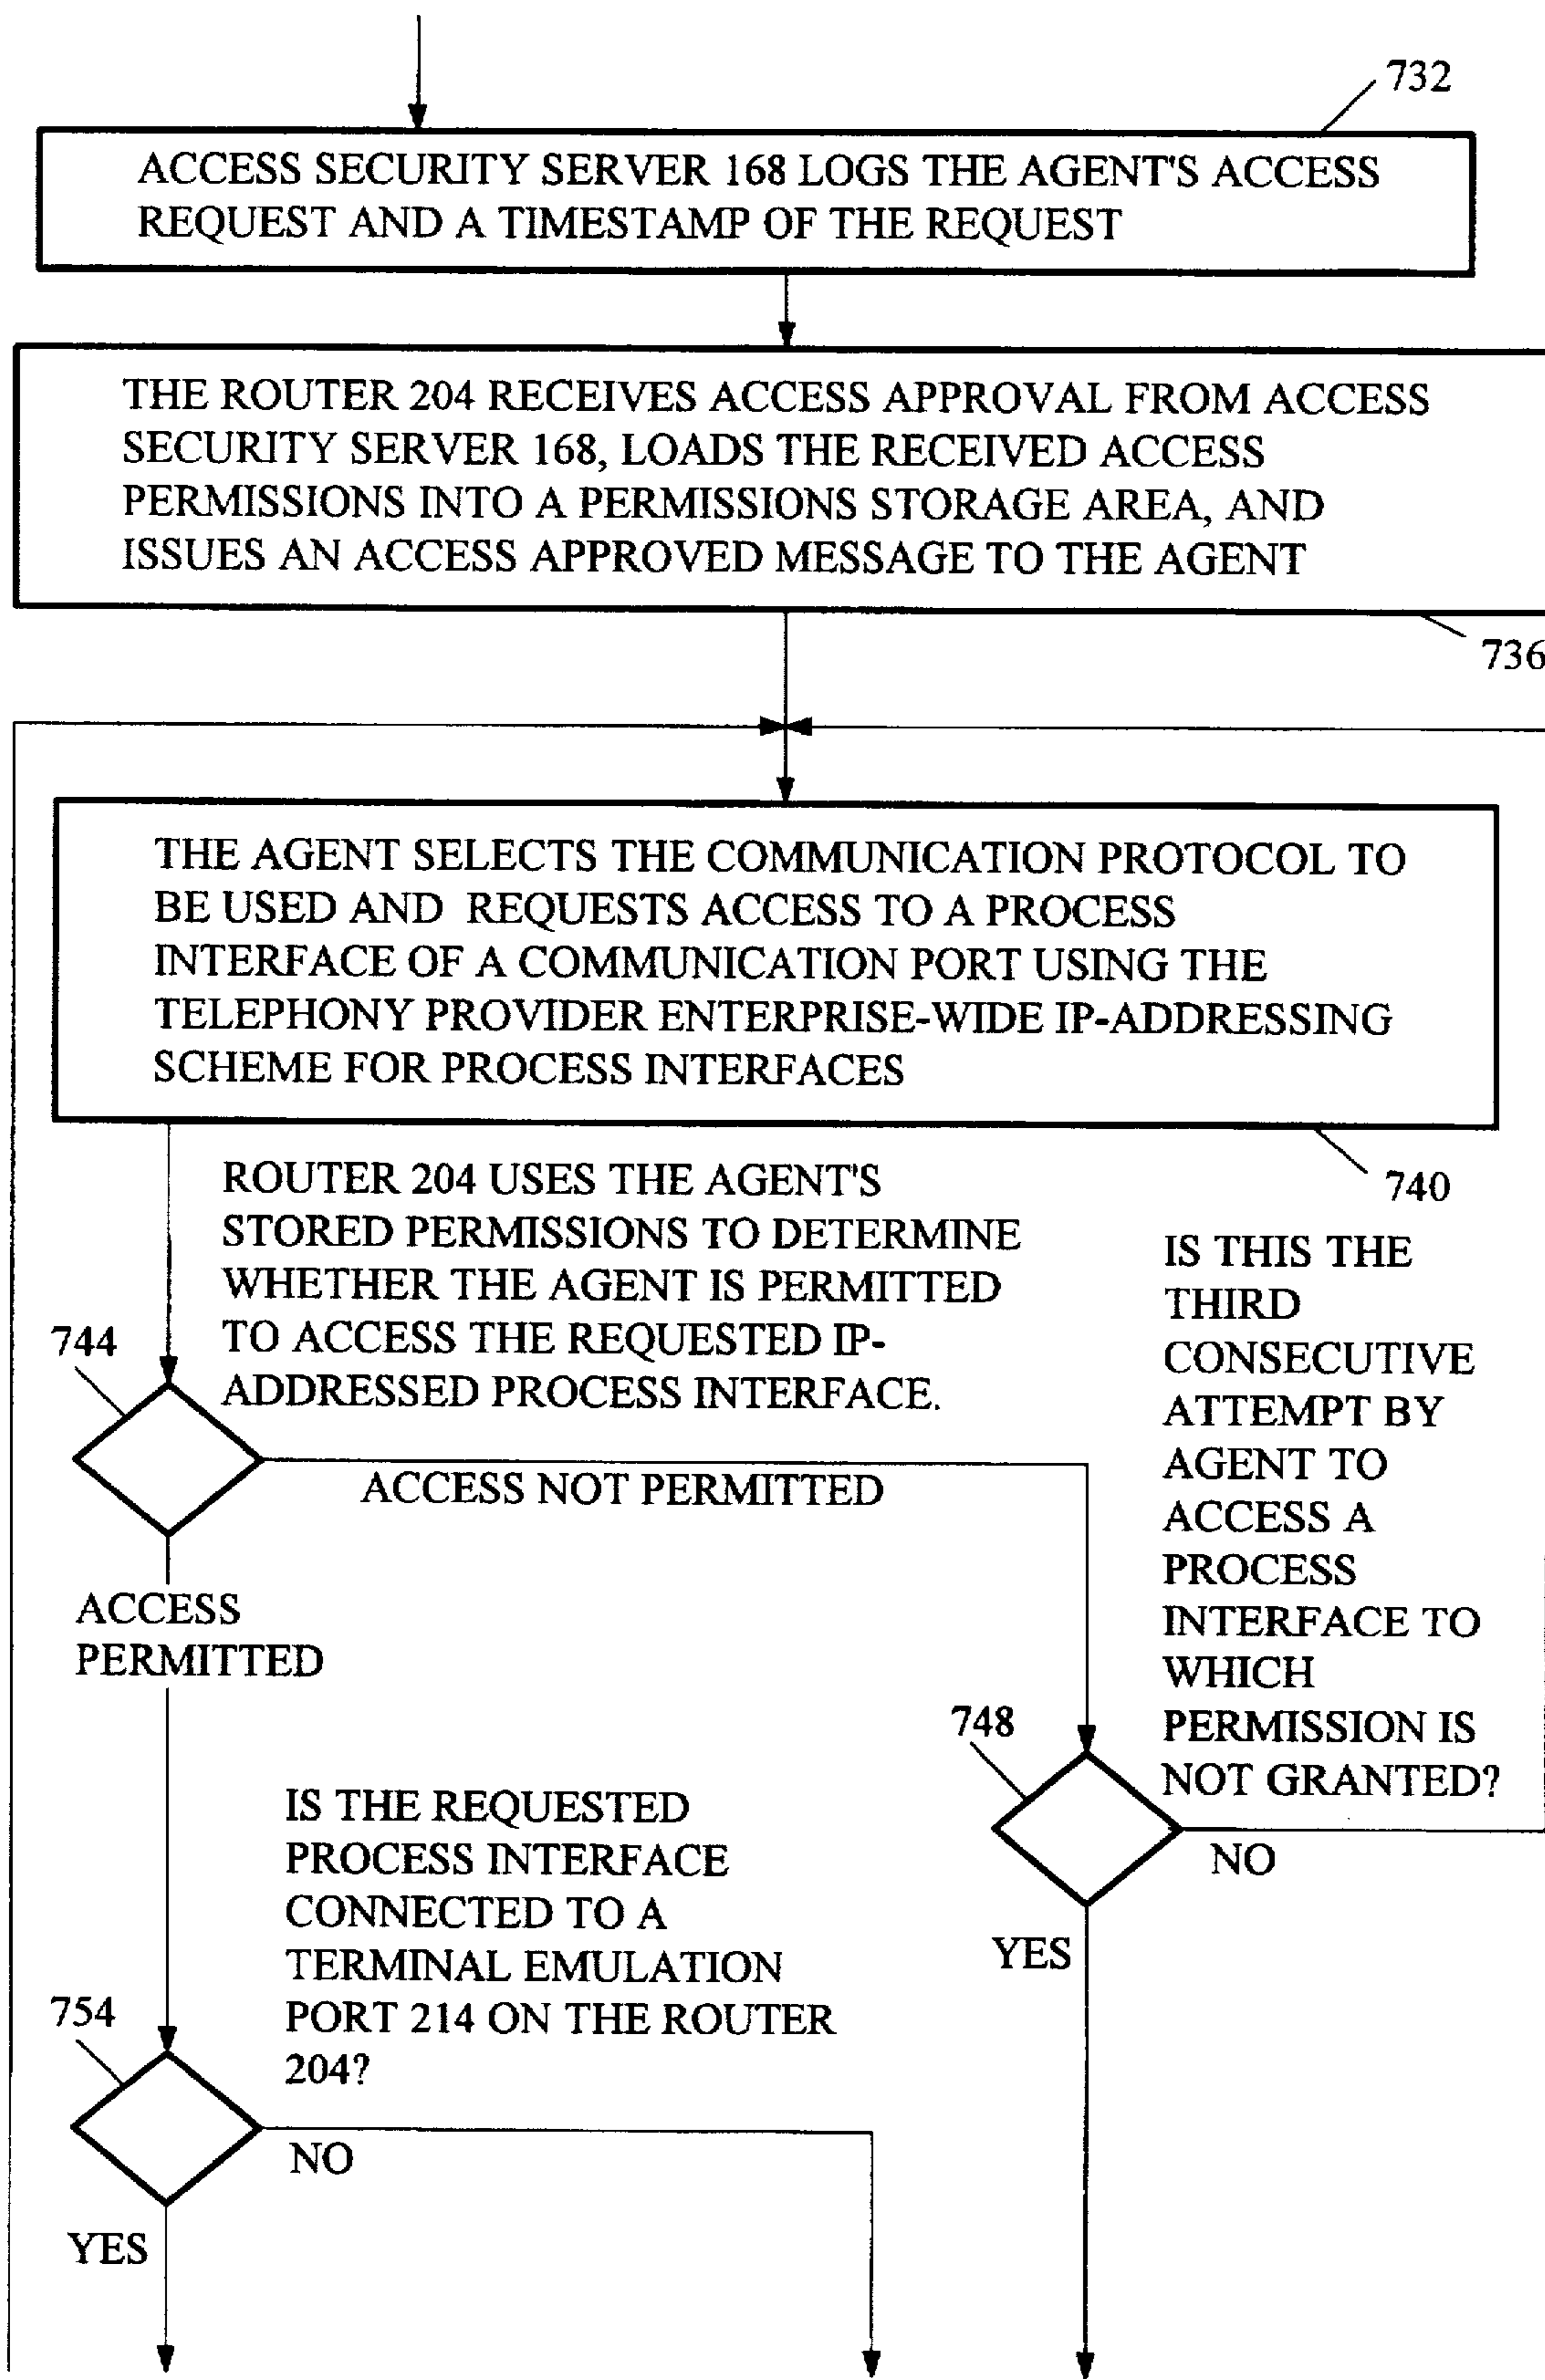 732
ACCESS SECURITY SERVER 168 LOGS THE AGENT'S ACCESS
REQUEST AND A TIMESTAMP OF THE REQUEST
THE ROUTER 204 RECEIVES ACCESS APPROVAL FROM ACCESS
SECURITY SERVER 168, LOADS THE RECEIVED ACCESS
PERMISSIONS INTO A PERMISSIONS STORAGE AREA, AND
ISSUES AN ACCESS APPROVED MESSAGE TO THE AGENT
736
THE AGENT SELECTS THE COMMUNICATION PROTOCOL TO
BE USED AND REQUESTS ACCESS TO A PROCESS
INTERFACE OF A COMMUNICATION PORT USING THE
TELEPHONY PROVIDER ENTERPRISE-WIDE IP-ADDRESSING
SCHEME FOR PROCESS INTERFACES
740
ROUTER 204 USES THE AGENT'S
STORED PERMISSIONS TO DETERMINE
WHETHER THE AGENT IS PERMITTED
TO ACCESS THE REQUESTED IP-
ADDRESSED PROCESS INTERFACE.
744
ACCESS NOT PERMITTED
ACCESS
PERMITTED
IS THIS THE
THIRD
CONSECUTIVE
ATTEMPT BY
AGENT TO
ACCESS A
PROCESS
INTERFACE TO
WHICH
PERMISSION IS
NOT GRANTED?
748
NO
YES
IS THE REQUESTED
PROCESS INTERFACE
CONNECTED TO A
TERMINAL EMULATION
PORT 214 ON THE ROUTER
204?
754
NO
YES